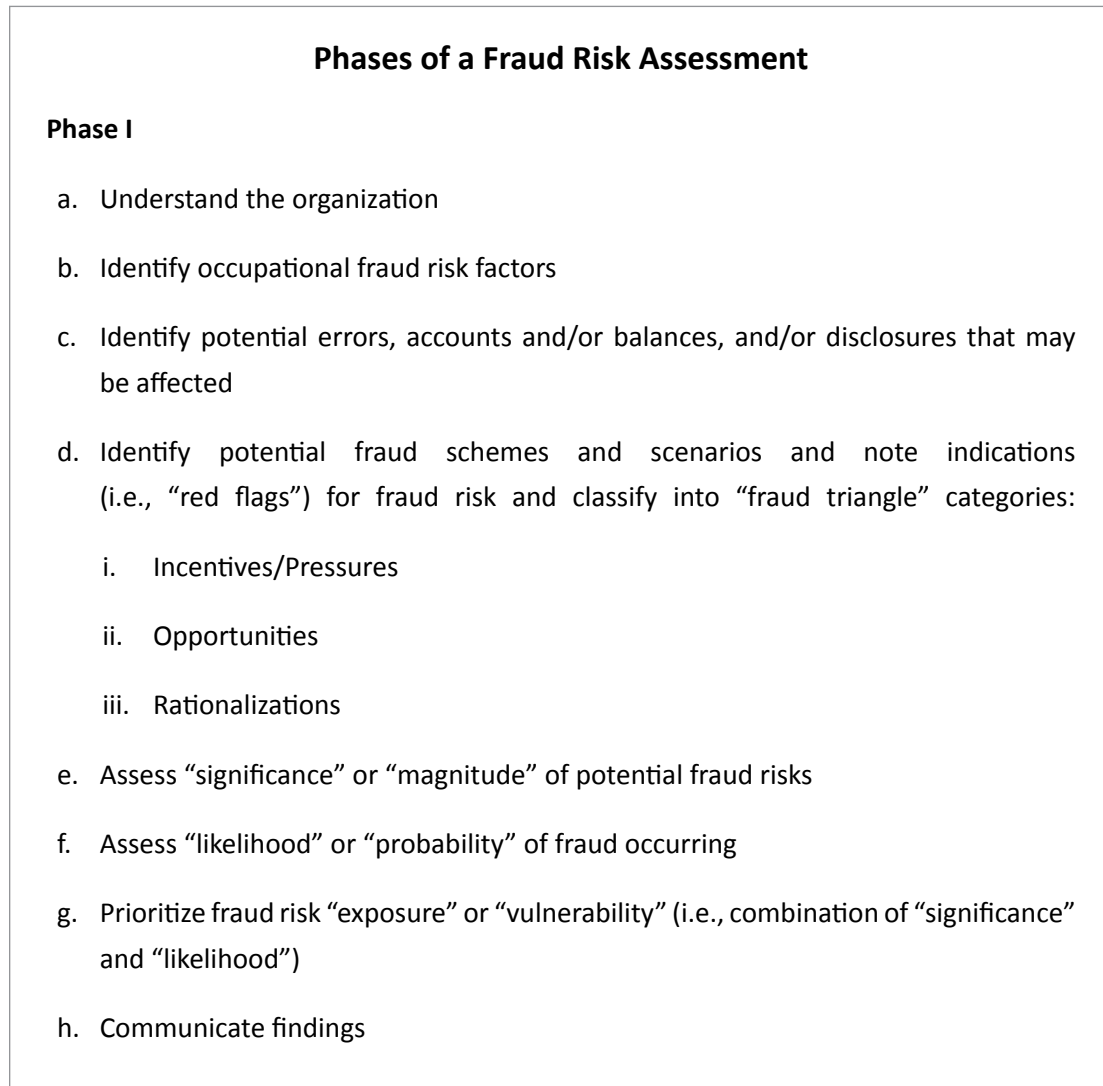 Phases of a Fraud Risk Assessment
Phase I
a. Understand the organization
b. Identify occupational fraud risk factors
c. Identify potential errors, accounts and/or balances, and/or disclosures that may
be affected
d. Identify potential fraud schemes and scenarios and note indications
(i.e., “red flags”) for fraud risk and classify into “fraud triangle” categories:
i. Incentives/Pressures
ii. Opportunities
iii. Rationalizations
e. Assess “significance” or “magnitude” of potential fraud risks
f. Assess “likelihood” or “probability” of fraud occurring
g. Prioritize fraud risk “exposure” or “vulnerability” (i.e., combination of “significance”
and “likelihood”)
h. Communicate findings